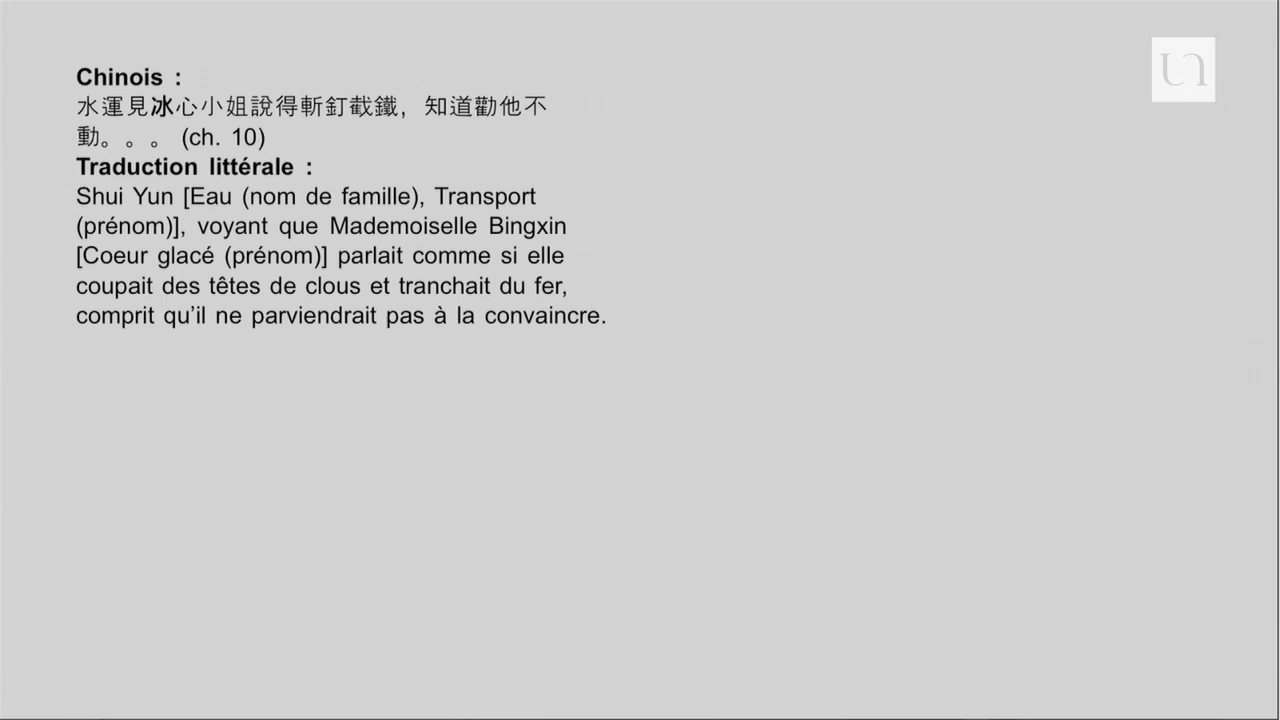 Chinois :
水運見冰心小姐說得斬釘截鐵，知道勸他不
動。。。 (ch. 10)
Traduction littérale :
Shui Yun [Eau (nom de famille), Transport
(prénom)], voyant que Mademoiselle Bingxin
[Coeur glacé (prénom)] parlait comme si elle
coupait des têtes de clous et tranchait du fer,
comprit qu’il ne parviendrait pas à la convaincre.